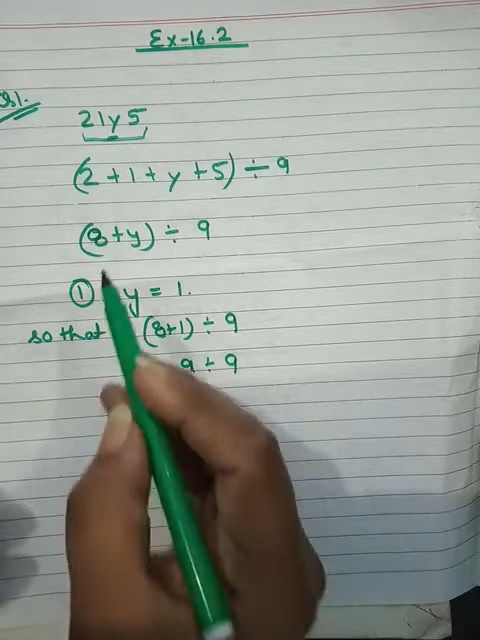 Ex-16.2
Q1.
21y5
(2+1+y+5) ÷ 9
(8+y) ÷ 9
① y = 1.
so that (8+1) ÷ 9
9 ÷ 9